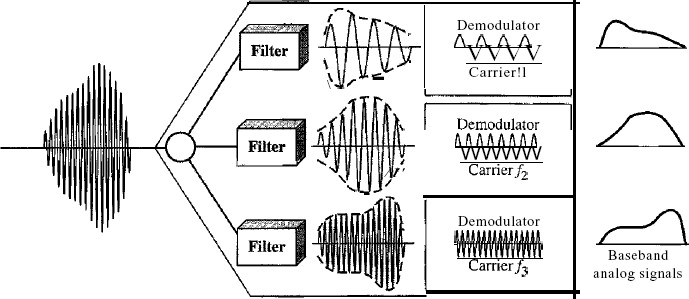 Filter
Demodulator
Carrier!1
Filter
Demodulator
Carrier f2
Filter
Demodulator
Carrier f3
Baseband
analog signals